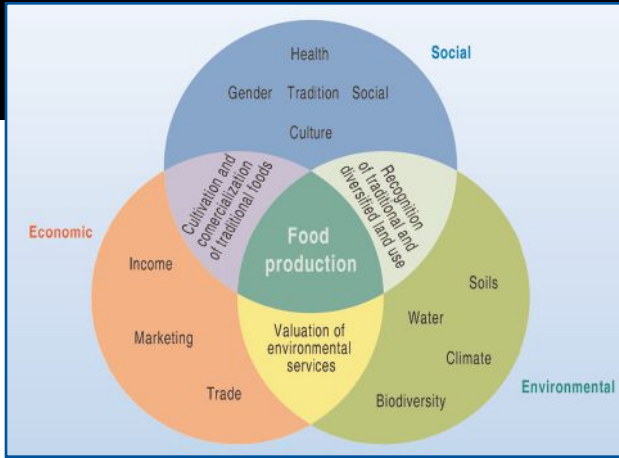 Health
Social
Gender Tradition Social
Culture
Cultivation and
comercialization
of traditional foods
Recognition
of traditional and
diversified land use
Economic
Food
production
Income
Soils
Water
Marketing
Valuation of
environmental
services
Climate
Trade
Biodiversity
Environmental